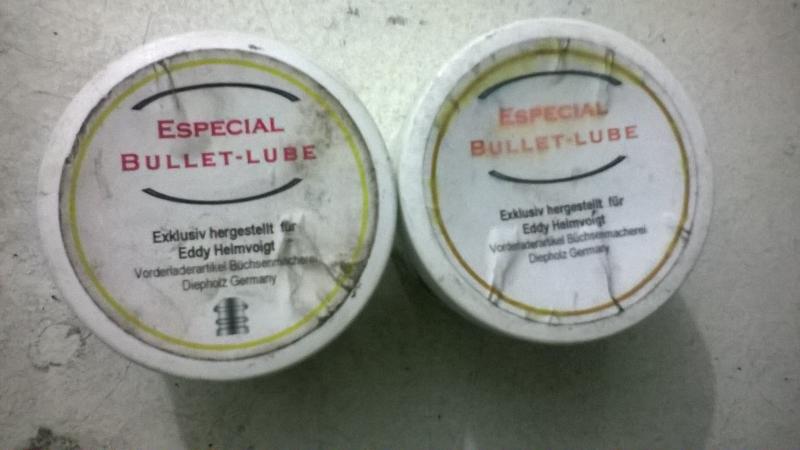 ESPECIAL
BULLET-LUBE
Exklusiv hergestellt für
Eddy Helmvoigt
Vorderladerartikel Büchsenmacherei
Diepholz Germany
ESPECIAL
BULLET-LUBE
Exklusiv hergestellt für
Eddy Helmvoigt
Vorderladerartikel Büchsenmacherei
Diepholz Germany